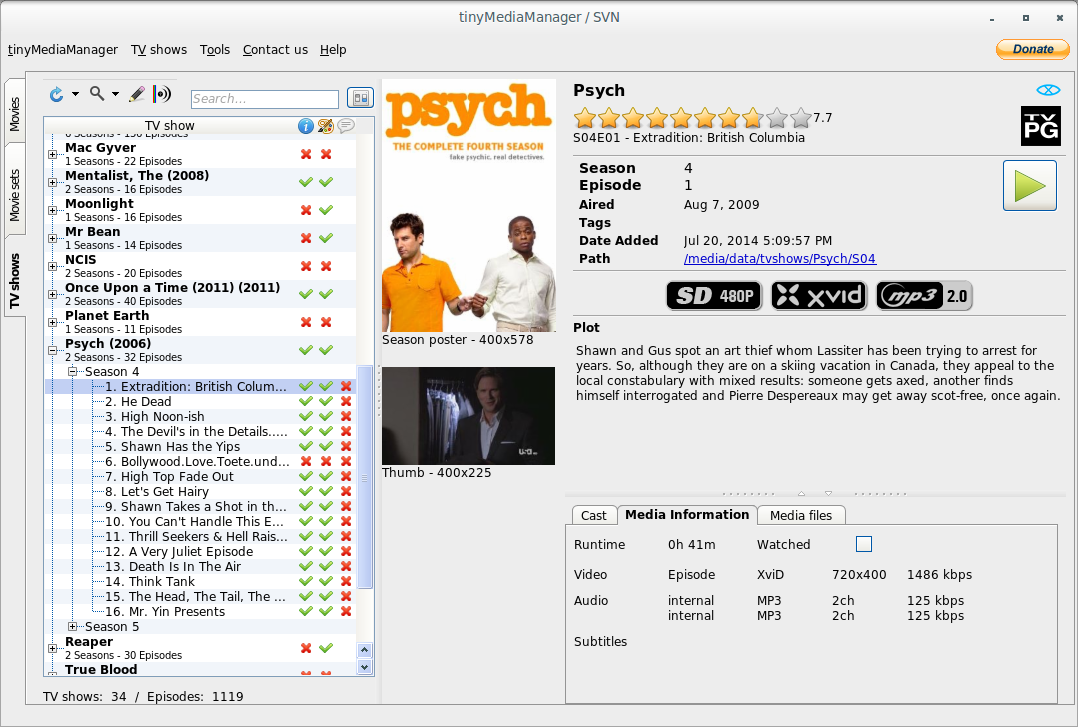 tinyMediaManager / SVN
tinyMediaManager TV shows Tools Contact us Help
Donate
Movies
Movie sets
TV shows
Search...
TV show
Mac Gyver
1 Seasons - 22 Episodes
Mentalist, The (2008)
2 Seasons - 16 Episodes
Moonlight
1 Seasons - 16 Episodes
Mr Bean
1 Seasons - 14 Episodes
NCIS
2 Seasons - 20 Episodes
Once Upon a Time (2011) (2011)
2 Seasons - 40 Episodes
Planet Earth
1 Seasons - 11 Episodes
Psych (2006)
2 Seasons - 32 Episodes
Season 4
1. Extradition: British Colum...
2. He Dead
3. High Noon-ish
4. The Devil's in the Details.....
5. Shawn Has the Yips
6. Bollywood.Love.Toete.und...
7. High Top Fade Out
8. Let's Get Hairy
9. Shawn Takes a Shot in th...
10. You Can't Handle This E...
11. Thrill Seekers & Hell Rais...
12. A Very Juliet Episode
13. Death Is In The Air
14. Think Tank
15. The Head, The Tail, The ...
16. Mr. Yin Presents
Season 5
Reaper
2 Seasons - 30 Episodes
True Blood
TV shows: 34 / Episodes: 1119
psych
THE COMPLETE FOURTH SEASON
fake psychic. real detectives.
Season poster - 400x578
usa
Thumb - 400x225
Psych
7.7
S04E01 - Extradition: British Columbia
TV
PG
Season 4
Episode 1
Aired Aug 7, 2009
Tags
Date Added Jul 20, 2014 5:09:57 PM
Path /media/data/tvshows/Psych/S04
SD 480P
XviD
mp3 2.0
Plot
Shawn and Gus spot an art thief whom Lassiter has been trying to arrest for
years. So, although they are on a skiing vacation in Canada, they appeal to the
local constabulary with mixed results: someone gets axed, another finds
himself interrogated and Pierre Despereaux may get away scot-free, once again.
Cast Media Information Media files
Runtime 0h 41m Watched
Video Episode XviD 720x400 1486 kbps
Audio internal MP3 2ch 125 kbps
internal MP3 2ch 125 kbps
Subtitles